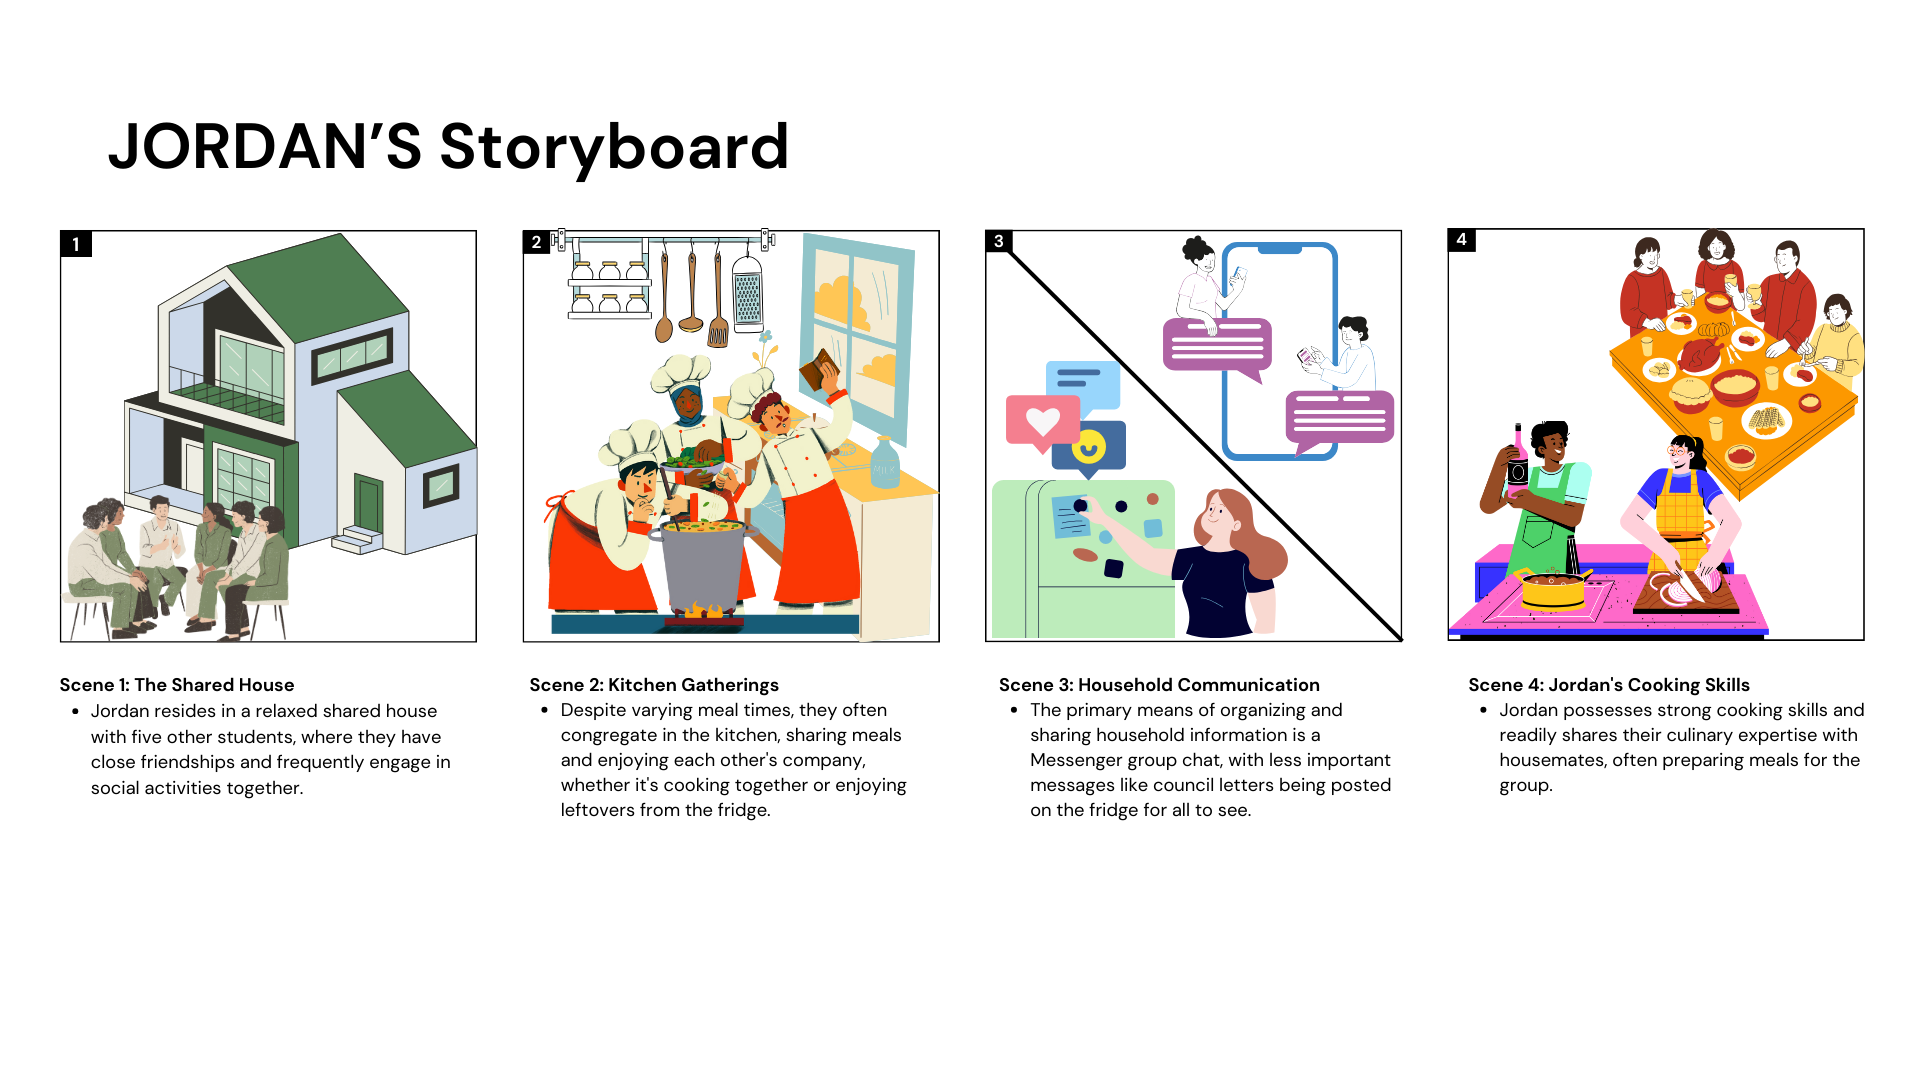 JORDAN’S Storyboard
1
2
3
4
MILK
Scene 1: The Shared House
• Jordan resides in a relaxed shared house
with five other students, where they have
close friendships and frequently engage in
social activities together.
Scene 2: Kitchen Gatherings
• Despite varying meal times, they often
congregate in the kitchen, sharing meals
and enjoying each other's company,
whether it's cooking together or enjoying
leftovers from the fridge.
Scene 3: Household Communication
• The primary means of organizing and
sharing household information is a
Messenger group chat, with less important
messages like council letters being posted
on the fridge for all to see.
Scene 4: Jordan's Cooking Skills
• Jordan possesses strong cooking skills and
readily shares their culinary expertise with
housemates, often preparing meals for the
group.